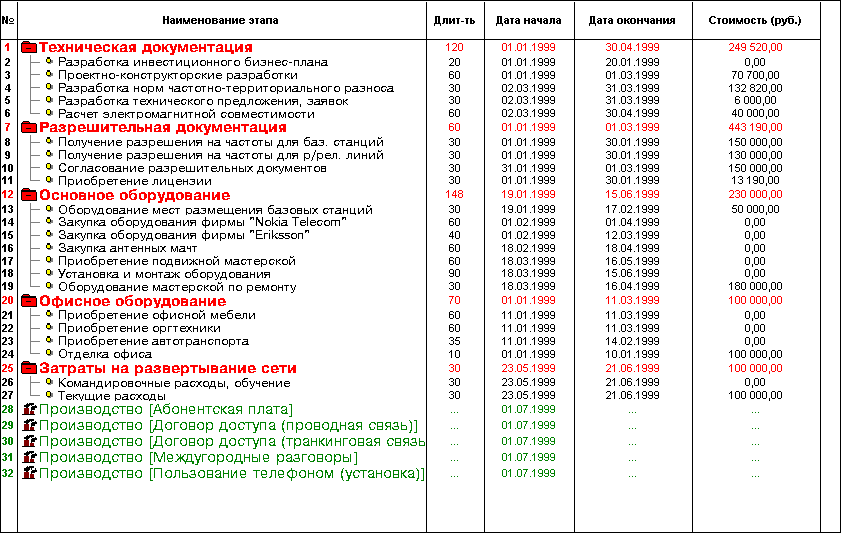 № Наименование этапа Длит-ть Дата начала Дата окончания Стоимость (руб.)
1 Техническая документация 120 01.01.1999 30.04.1999 249 520,00
2 Разработка инвестиционого бизнес-плана 20 01.01.1999 20.01.1999 0,00
3 Проектно-конструкторские разработки 60 01.01.1999 01.03.1999 70 700,00
4 Разработка норм частотно-территориального разноса 30 02.03.1999 31.03.1999 132 820,00
5 Разработка технического предложения, заявок 30 02.03.1999 31.03.1999 6 000,00
6 Расчет электромагнитной совместимости 60 02.03.1999 30.04.1999 40 000,00
7 Разрешительная документация 60 01.01.1999 01.03.1999 443 190,00
8 Получение разрешения на частоты для баз. станций 30 01.01.1999 30.01.1999 150 000,00
9 Получение разрешения на частоты для р/рел. линий 30 01.01.1999 30.01.1999 130 000,00
10 Согласование разрешительных документов 30 31.01.1999 01.03.1999 150 000,00
11 Приобретение лицензии 30 01.01.1999 30.01.1999 13 190,00
12 Основное оборудование 148 19.01.1999 15.06.1999 230 000,00
13 Оборудование мест размещения базовых станций 30 19.01.1999 17.02.1999 50 000,00
14 Закупка оборудования фирмы "Nokia Telecom" 60 01.02.1999 01.04.1999 0,00
15 Закупка оборудования фирмы "Eriksson" 40 01.02.1999 12.03.1999 0,00
16 Закупка антенных мачт 60 18.02.1999 18.04.1999 0,00
17 Приобретение подвижной мастерской 60 18.03.1999 16.05.1999 0,00
18 Установка и монтаж оборудования 90 18.03.1999 15.06.1999 0,00
19 Оборудование мастерской по ремонту 30 18.03.1999 16.04.1999 180 000,00
20 Офисное оборудование 70 01.01.1999 11.03.1999 100 000,00
21 Приобретение офисной мебели 60 11.01.1999 11.03.1999 0,00
22 Приобретение оргтехники 60 11.01.1999 11.03.1999 0,00
23 Приобретение автотранспорта 35 11.01.1999 14.02.1999 0,00
24 Отделка офиса 10 01.01.1999 10.01.1999 100 000,00
25 Затраты на развертывание сети 30 23.05.1999 21.06.1999 100 000,00
26 Командировочные расходы, обучение 30 23.05.1999 21.06.1999 0,00
27 Текущие расходы 30 23.05.1999 21.06.1999 100 000,00
28 Производство [Абонентская плата] ... 01.07.1999 ... ...
29 Производство [Договор доступа (проводная связь)] ... 01.07.1999 ... ...
30 Производство [Договор доступа (транкинговая связь ... 01.07.1999 ... ...
31 Производство [Междугородные разговоры] ... 01.07.1999 ... ...
32 Производство [Пользование телефоном (установка)] ... 01.07.1999 ... ...